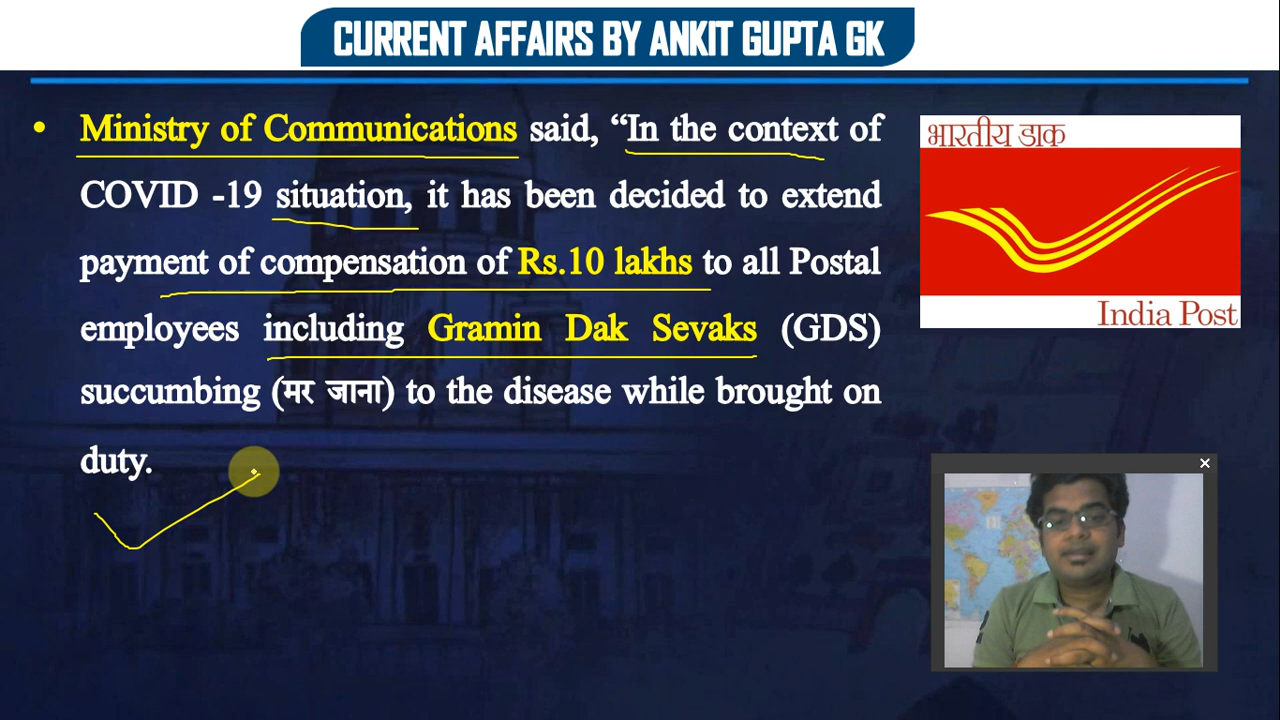 CURRENT AFFAIRS BY ANKIT GUPTA GK
• Ministry of Communications said, “In the context of
COVID -19 situation, it has been decided to extend
payment of compensation of Rs.10 lakhs to all Postal
employees including Gramin Dak Sevaks (GDS)
succumbing (मर जाना) to the disease while brought on
duty.
भारतीय डाक
India Post